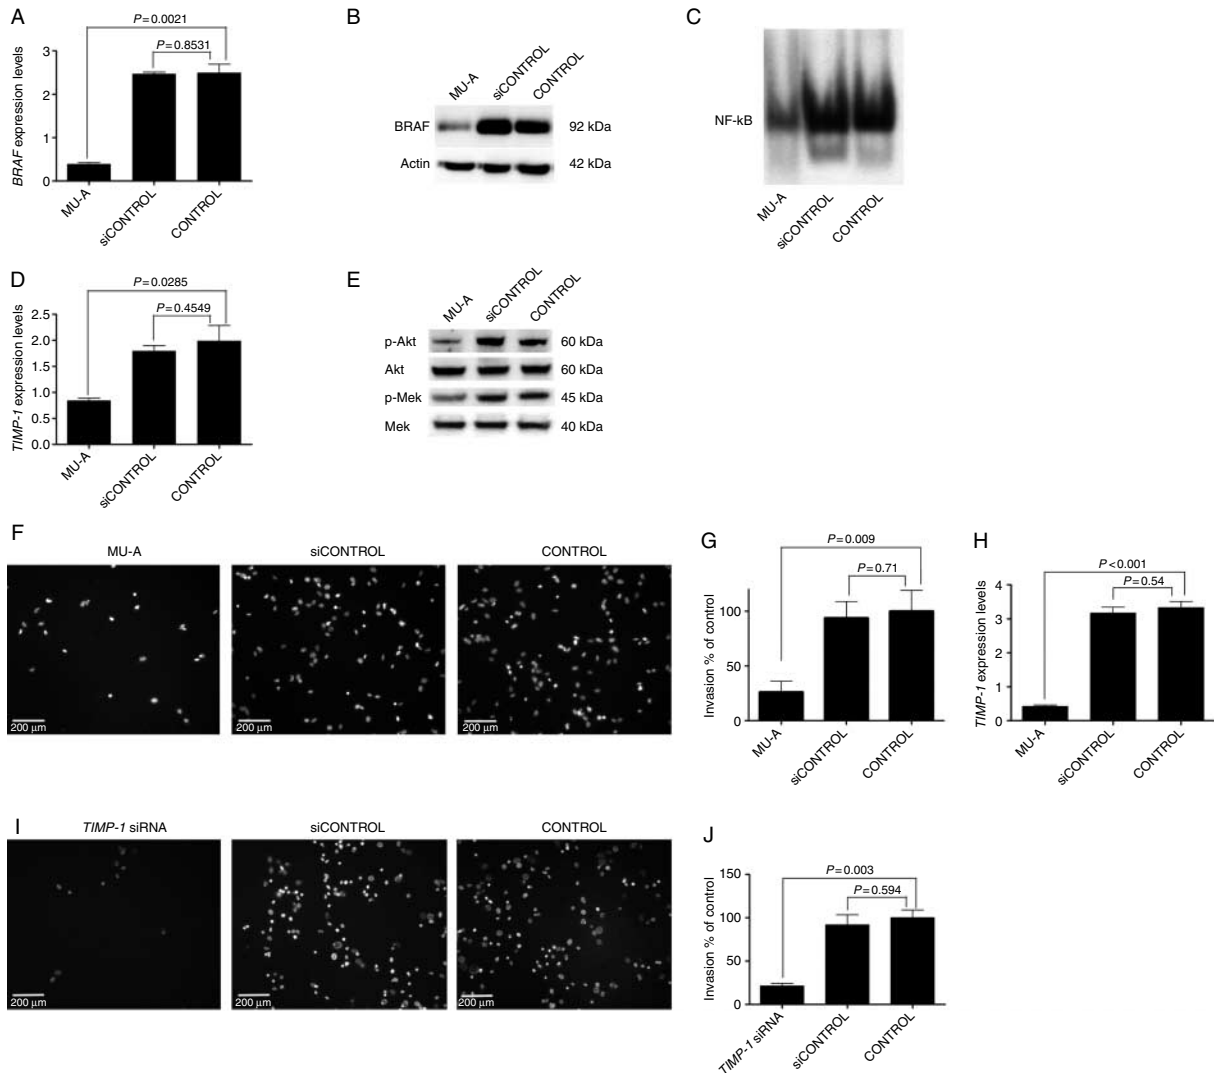 A
P=0.0021
P=0.8531
BRAF expression levels
3
2
1
0
MU-A
siCONTROL
CONTROL
B
MU-A
siCONTROL
CONTROL
BRAF
92 kDa
Actin
42 kDa
C
NF-kB
MU-A
siCONTROL
CONTROL
D
P=0.0285
P=0.4549
TIMP-1 expression levels
2.5
2.0
1.5
1.0
0.5
0.0
MU-A
siCONTROL
CONTROL
E
MU-A
siCONTROL
CONTROL
p-Akt
60 kDa
Akt
60 kDa
p-Mek
45 kDa
Mek
40 kDa
F
MU-A
siCONTROL
CONTROL
200 μm
200 μm
200 μm
G
P=0.009
P=0.71
Invasion % of control
100
50
0
MU-A
siCONTROL
CONTROL
H
P<0.001
P=0.54
TIMP-1 expression levels
4
3
2
1
0
MU-A
siCONTROL
CONTROL
I
TIMP-1 siRNA
siCONTROL
CONTROL
200 μm
200 μm
200 μm
J
P=0.003
P=0.594
Invasion % of control
150
100
50
0
TIMP-1 siRNA
siCONTROL
CONTROL